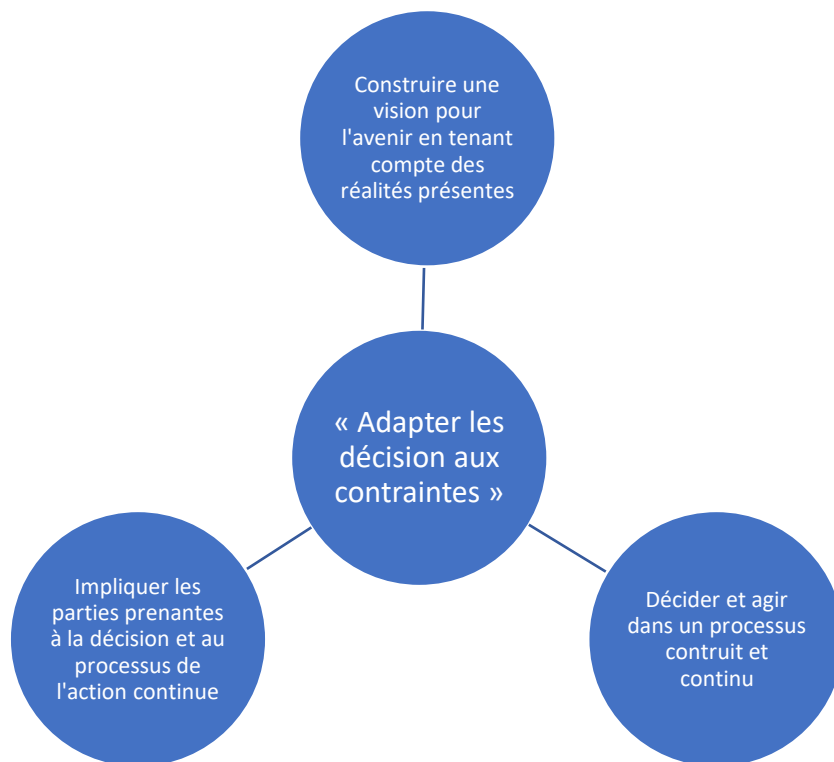 Construire une
vision pour
l'avenir en tenant
compte des
réalités présentes
« Adapter les
décision aux
contraintes »
Impliquer les
parties prenantes
à la décision et au
processus de
l'action continue
Décider et agir
dans un processus
contruit et
continu